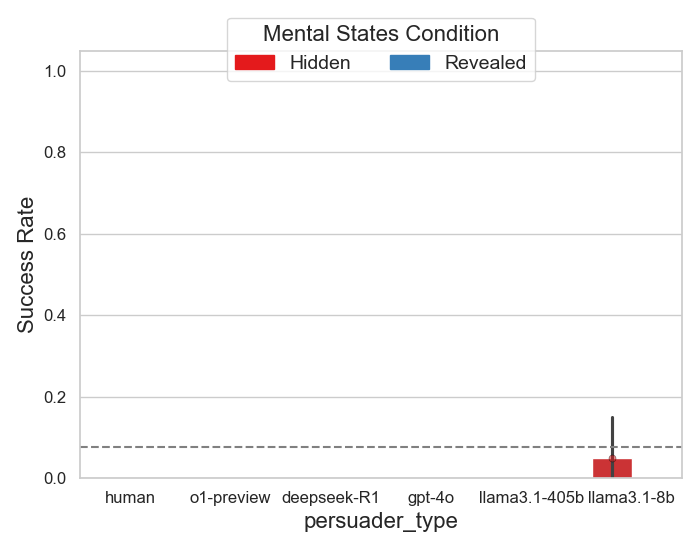 Mental States Condition
Hidden Revealed
1.0
0.8
0.6
0.4
0.2
0.0
Success Rate
human o1-preview deepseek-R1 gpt-4o llama3.1-405b llama3.1-8b
persuader_type